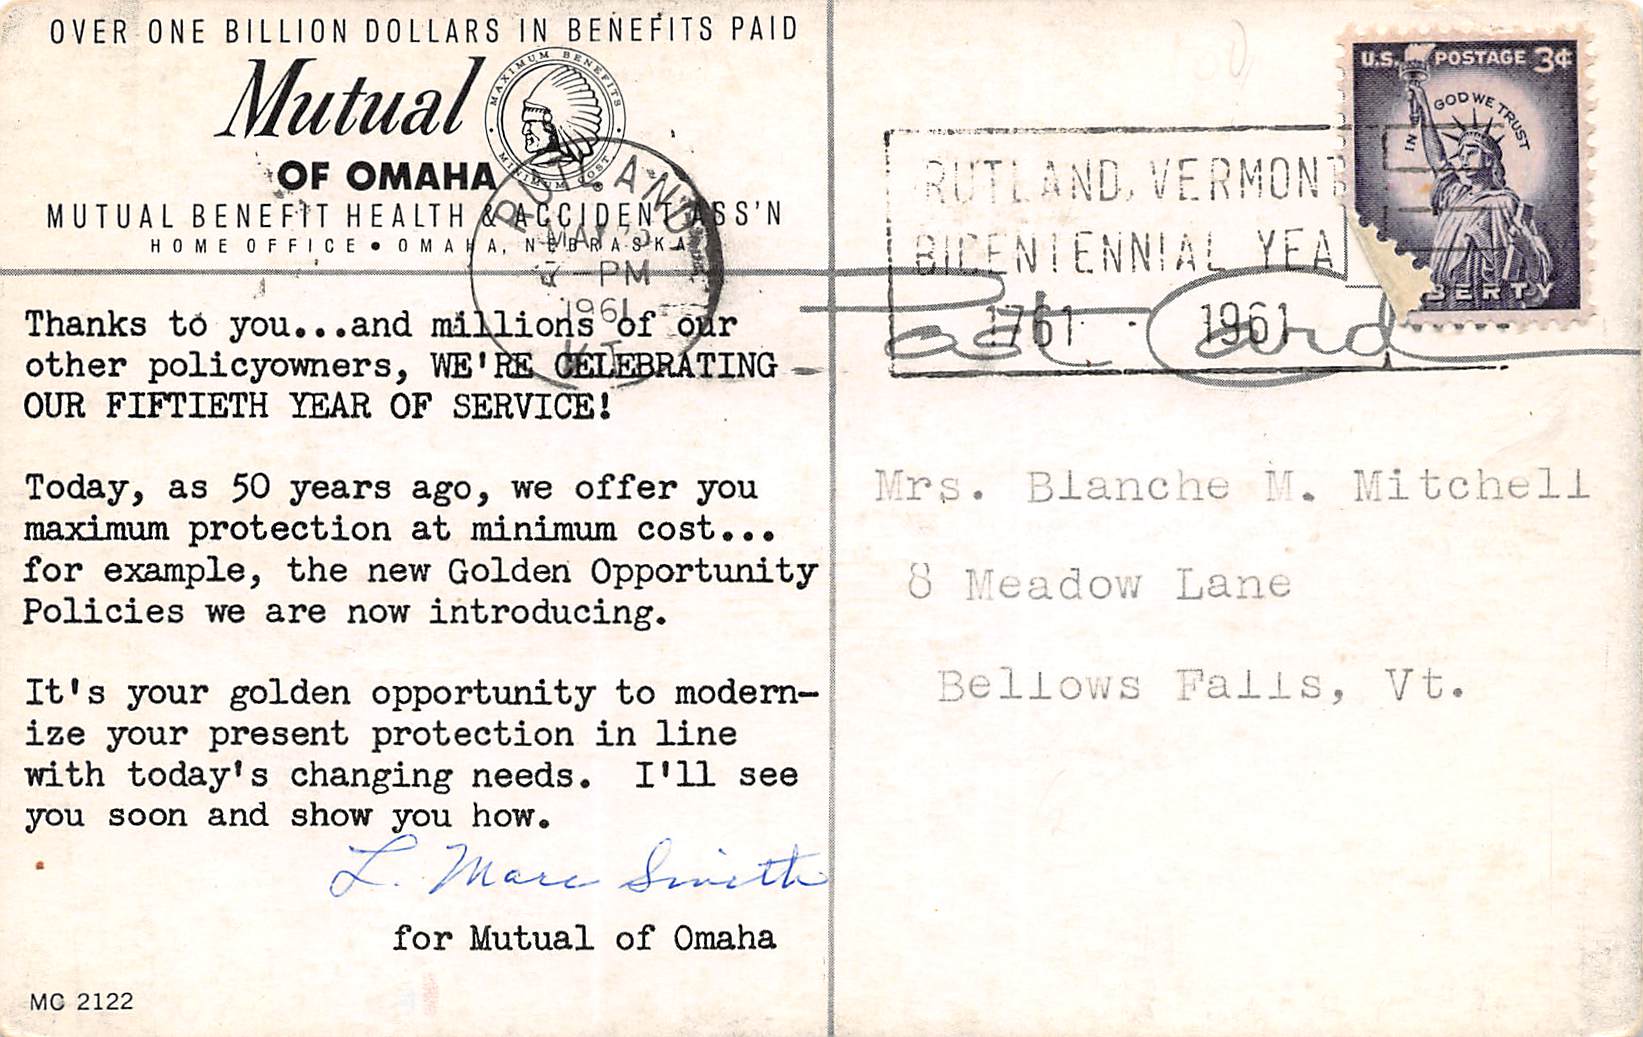 OVER ONE BILLION DOLLARS IN BENEFITS PAID
Mutual
OF OMAHA
MAXIMUM BENEFITS
MINIMUM COST
MUTUAL BENEFIT HEALTH & ACCIDENT ASS'N
HOME OFFICE • OMAHA, NEBRASKA
RUTLAND
MAY
PM
1961
VT.
Thanks to you...and millions of our
other policyowners, WE'RE CELEBRATING
OUR FIFTIETH YEAR OF SERVICE!
Today, as 50 years ago, we offer you
maximum protection at minimum cost...
for example, the new Golden Opportunity
Policies we are now introducing.
It's your golden opportunity to modern-
ize your present protection in line
with today's changing needs. I'll see
you soon and show you how.
L. Marc Smith
for Mutual of Omaha
MC 2122
U.S. POSTAGE 3¢
IN GOD WE TRUST
BERTY
RUTLAND, VERMONT
BICENTENNIAL YEA
1761 · 1961
Post Card
Mrs. Blanche M. Mitchell
8 Meadow Lane
Bellows Falls, Vt.